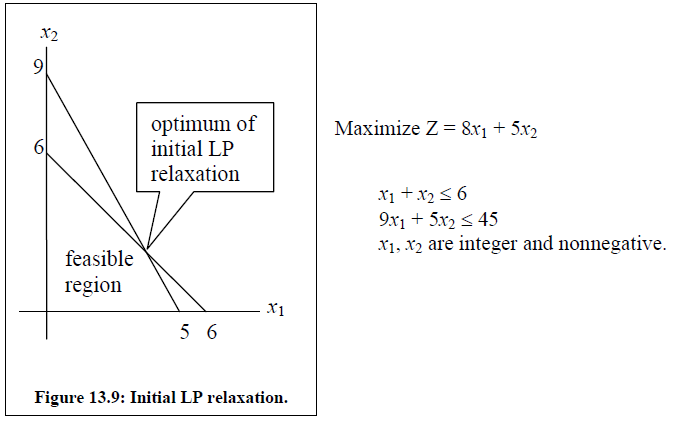 x₂
9
6
optimum of
initial LP
relaxation
feasible
region
x₁
5 6
Figure 13.9: Initial LP relaxation.
Maximize Z = 8x₁ + 5x₂
x₁ + x₂ ≤ 6
9x₁ + 5x₂ ≤ 45
x₁, x₂ are integer and nonnegative.